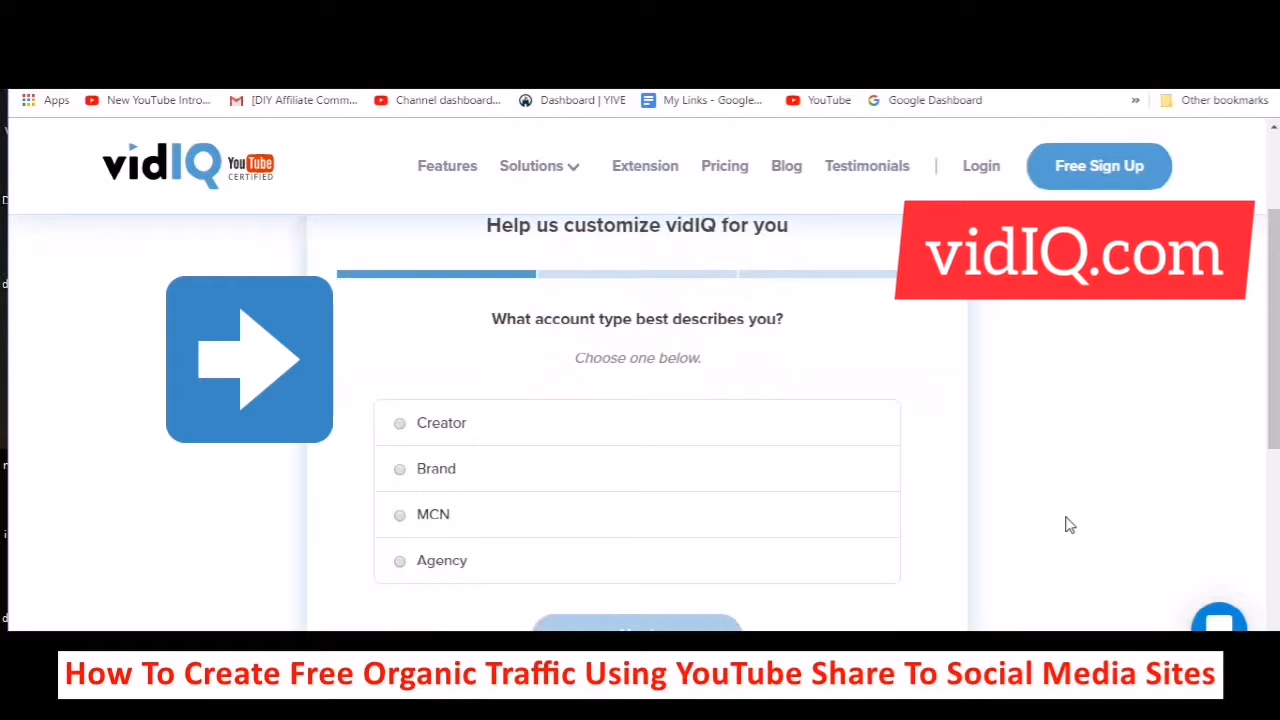 Apps New YouTube Intro... [DIY Affiliate Comm... Channel dashboard... Dashboard | YIVE My Links - Google... YouTube Google Dashboard » Other bookmarks
vidIQ YouTube CERTIFIED Features Solutions Extension Pricing Blog Testimonials | Login Free Sign Up
Help us customize vidIQ for you
vidIQ.com
What account type best describes you?
Choose one below.
Creator
Brand
MCN
Agency
How To Create Free Organic Traffic Using YouTube Share To Social Media Sites